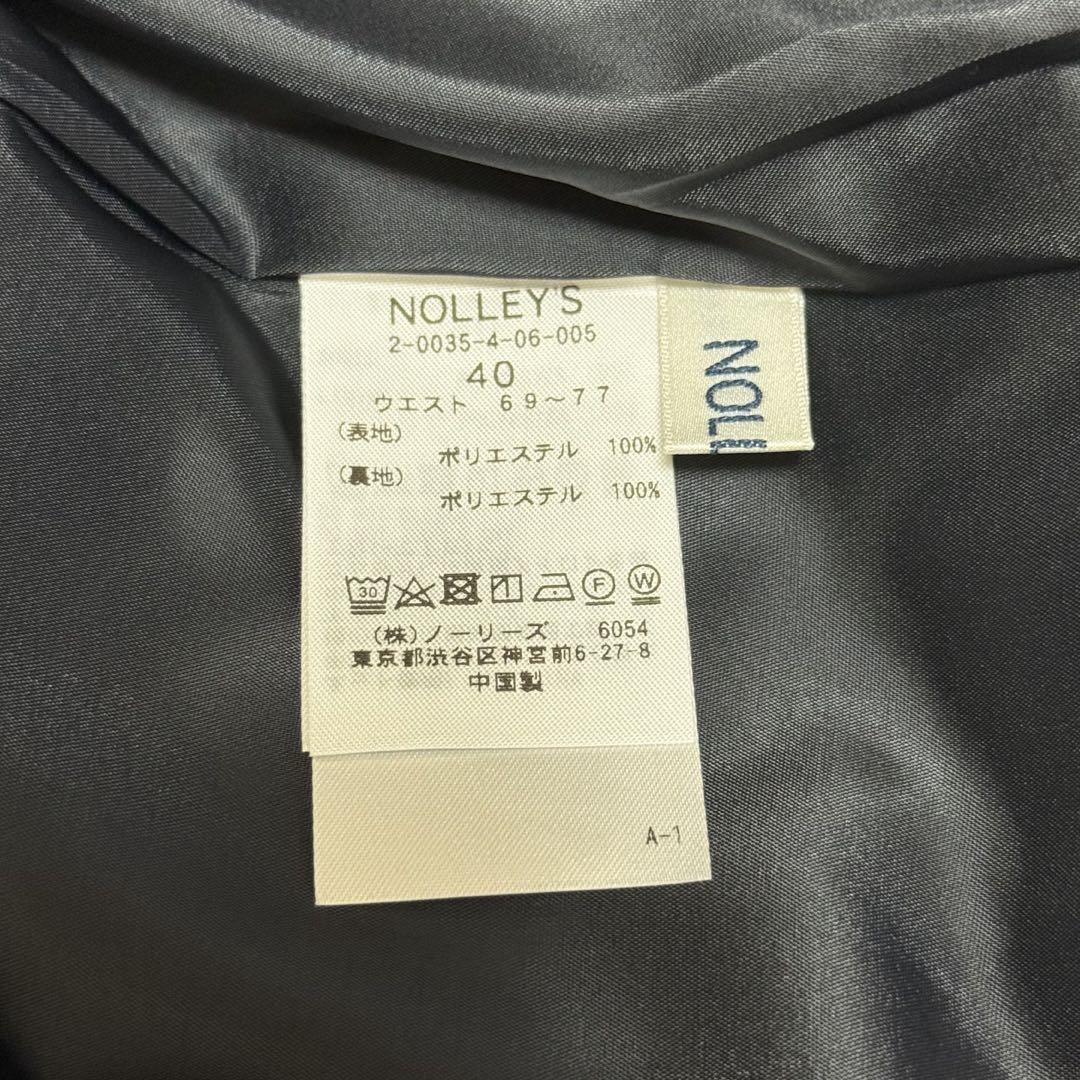 NOLLEY'S
2-0035-4-06-005
40
ウエスト 69～77
(表地)
ポリエステル 100%
(裏地)
ポリエステル 100%
30 F W
(株)ノーリーズ 6054
東京都渋谷区神宮前6-27-8
中国製
A-1
NOL